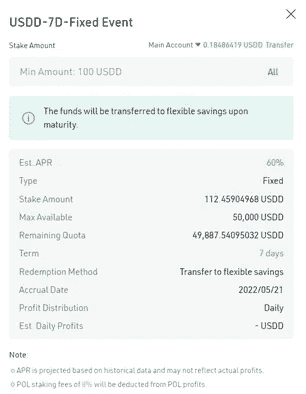 USDD-7D-Fixed Event
Stake Amount Main Account 0.18486419 USDD Transfer
Min Amount: 100 USDD All
The funds will be transferred to flexible savings upon
maturity.
Est. APR 60%
Type Fixed
Stake Amount 112.45904968 USDD
Max Available 50,000 USDD
Remaining Quota 49,887.54095032 USDD
Term 7 days
Redemption Method Transfer to flexible savings
Accrual Date 2022/05/21
Profit Distribution Daily
Est. Daily Profits - USDD
Note:
APR is projected based on historical data and may not reflect actual profits.
POL staking fees of will be deducted from POL profits.